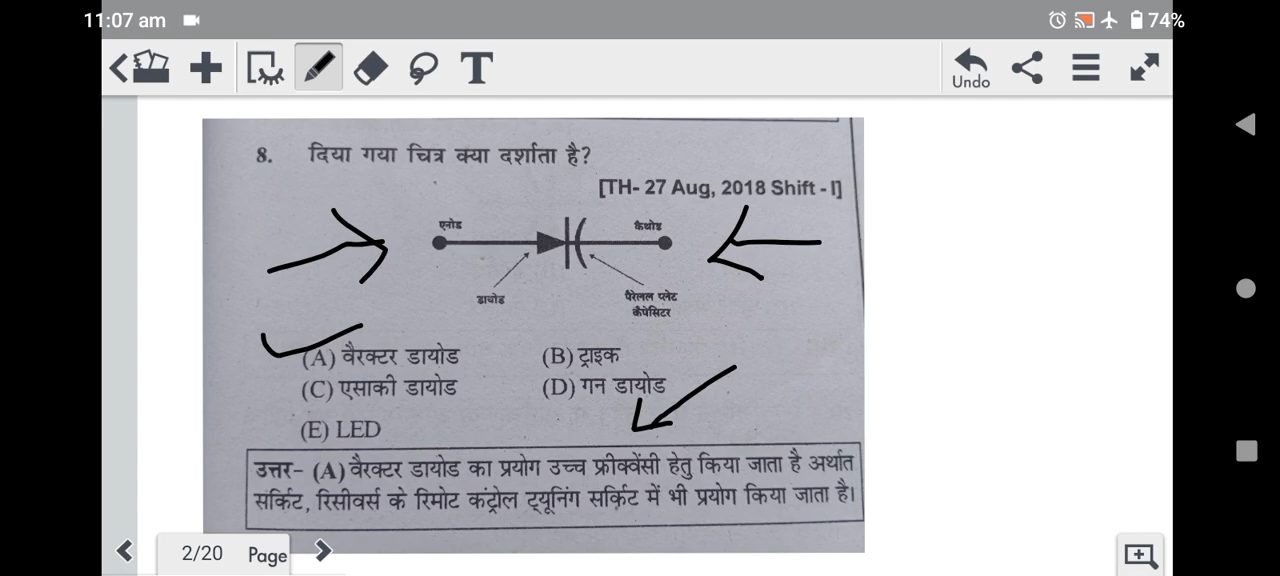 11:07 am
74%
T
Undo
8. दिया गया चित्र क्या दर्शाता है?
[TH- 27 Aug, 2018 Shift - I]
एनोड
कैथोड
डायोड
पैरेलल प्लेट
कैपेसिटर
(A) वैरक्टर डायोड
(B) ट्राइक
(C) एसाकी डायोड
(D) गन डायोड
(E) LED
उत्तर- (A) वैरक्टर डायोड का प्रयोग उच्च फ्रीक्वेंसी हेतु किया जाता है अर्थात
सर्किट, रिसीवर्स के रिमोट कंट्रोल ट्यूनिंग सर्किट में भी प्रयोग किया जाता है।
2/20 Page